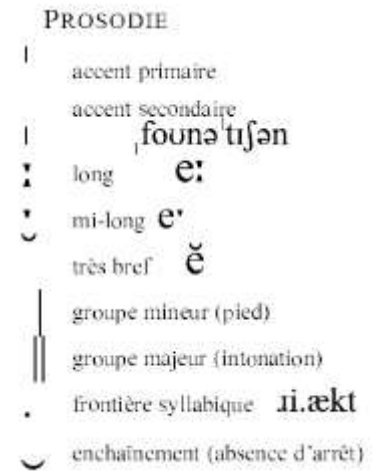 PROSODIE
ˈ accent primaire
accent secondaire
ˌ ˌfoʊnəˈtɪʃən
ː long eː
ˑ mi-long eˑ
̆ très bref ĕ
| groupe mineur (pied)
‖ groupe majeur (intonation)
. frontière syllabique ɹi.ækt
‿ enchaînement (absence d'arrêt)